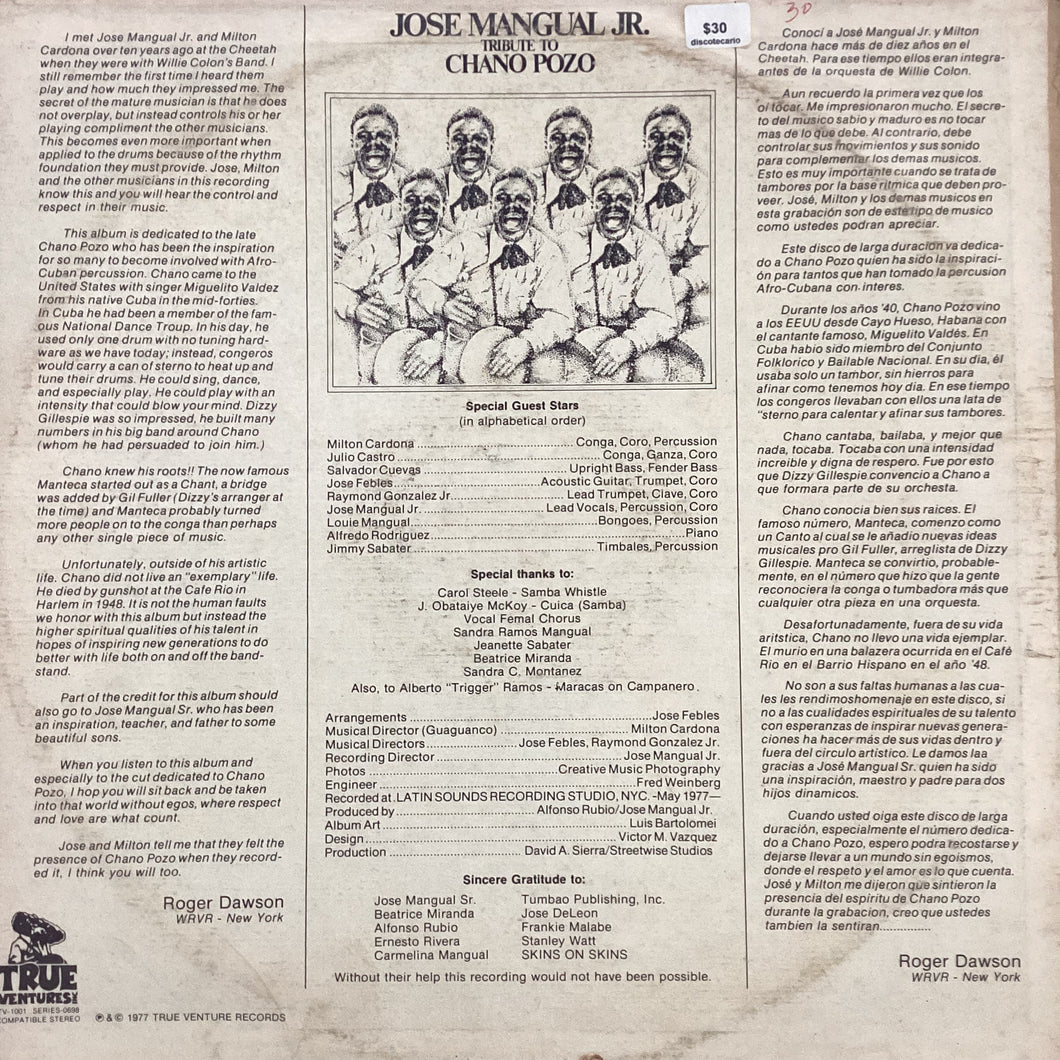 JOSE MANGUAL JR.
TRIBUTE TO
CHANO POZO
$30
discotecario
30
I met Jose Mangual Jr. and Milton
Cardona over ten years ago at the Cheetah
when they were with Willie Colon's Band. I
still remember the first time I heard them
play and how much they impressed me. The
secret of the mature musician is that he does
not overplay, but instead controls his or her
playing compliment the other musicians.
This becomes even more important when
applied to the drums because of the rhythm
foundation they must provide. Jose, Milton
and the other musicians in this recording
know this and you will hear the control and
respect in their music.
This album is dedicated to the late
Chano Pozo who has been the inspiration
for so many to become involved with Afro-
Cuban percussion. Chano came to the
United States with singer Miguelito Valdez
from his native Cuba in the mid-forties.
In Cuba he had been a member of the fam-
ous National Dance Troup. In his day, he
used only one drum with no tuning hard-
ware as we have today; instead, congeros
would carry a can of sterno to heat up and
tune their drums. He could sing, dance,
and especially play. He could play with an
intensity that could blow your mind. Dizzy
Gillespie was so impressed, he built many
numbers in his big band around Chano
(whom he had persuaded to join him.)
Chano knew his roots!! The now famous
Manteca started out as a Chant, a bridge
was added by Gil Fuller (Dizzy's arranger at
the time) and Manteca probably turned
more people on to the conga than perhaps
any other single piece of music.
Unfortunately, outside of his artistic
life. Chano did not live an "exemplary" life.
He died by gunshot at the Cafe Rio in
Harlem in 1948. It is not the human faults
we honor with this album but instead the
higher spiritual qualities of his talent in
hopes of inspiring new generations to do
better with life both on and off the band-
stand.
Part of the credit for this album should
also go to Jose Mangual Sr. who has been
an inspiration, teacher, and father to some
beautiful sons.
When you listen to this album and
especially to the cut dedicated to Chano
Pozo, I hope you will sit back and be taken
into that world without egos, where respect
and love are what count.
Jose and Milton tell me that they felt the
presence of Chano Pozo when they record-
ed it, I think you will too.
Roger Dawson
WRVR - New York
Special Guest Stars
(in alphabetical order)
Milton Cardona ........ Conga, Coro, Percussion
Julio Castro ........ Conga, Ganza, Coro
Salvador Cuevas ........ Upright Bass, Fender Bass
Jose Febles ........ Acoustic Guitar, Trumpet, Coro
Raymond Gonzalez Jr. ........ Lead Trumpet, Clave, Coro
Jose Mangual Jr. ........ Lead Vocals, Percussion, Coro
Louie Mangual ........ Bongoes, Percussion
Alfredo Rodriguez ........ Piano
Jimmy Sabater ........ Timbales, Percussion
Special thanks to:
Carol Steele - Samba Whistle
J. Obataiye McKoy - Cuica (Samba)
Vocal Femal Chorus
Sandra Ramos Mangual
Jeanette Sabater
Beatrice Miranda
Sandra C. Montanez
Also, to Alberto "Trigger" Ramos - Maracas on Campanero.
Arrangements ........ Jose Febles
Musical Director (Guaguanco) ........ Milton Cardona
Musical Directors ........ Jose Febles, Raymond Gonzalez Jr.
Recording Director ........ Jose Mangual Jr.
Photos ........ Creative Music Photography
Engineer ........ Fred Weinberg
Recorded at LATIN SOUNDS RECORDING STUDIO, NYC. -May 1977—
Produced by ........ Alfonso Rubio/Jose Mangual Jr.
Album Art ........ Luis Bartolomei
Design ........ Victor M. Vazquez
Production ........ David A. Sierra/Streetwise Studios
Sincere Gratitude to:
Jose Mangual Sr. Tumbao Publishing, Inc.
Beatrice Miranda Jose DeLeon
Alfonso Rubio Frankie Malabe
Ernesto Rivera Stanley Watt
Carmelina Mangual SKINS ON SKINS
Without their help this recording would not have been possible.
Conocí a José Mangual Jr. y Milton
Cardona hace más de diez años en el
Cheetah. Para ese tiempo ellos eran integra-
antes de la orquesta de Willie Colon.
Aun recuerdo la primera vez que los
oí tocar. Me impresionaron mucho. El secre-
to del musico sabio y maduro es no tocar
mas de lo que debe. Al contrario, debe
controlar sus movimientos y sus sonido
para complementar los demas musicos.
Esto es muy importante cuando se trata de
tambores por la base ritmica que deben pro-
veer. José, Milton y los demas musicos en
esta grabación son de este tipo de musico
como ustedes podran apreciar.
Este disco de larga duración va dedica-
do a Chano Pozo quien ha sido la inspiraci-
ón para tantos que han tomado la percusion
Afro-Cubana con interes.
Durante los años '40, Chano Pozo vino
a los EEUU desde Cayo Hueso, Habana con
el cantante famoso, Miguelito Valdés. En
Cuba habio sido miembro del Conjunto
Folklorico y Bailable Nacional. En su dia, él
usaba solo un tambor, sin hierros para
afinar como tenemos hoy dia. En ese tiempo
los congeros llevaban con ellos una lata de
"sterno para calentar y afinar sus tambores.
Chano cantaba, bailaba, y mejor que
nada, tocaba. Tocaba con una intensidad
increible y digna de respero. Fue por esto
que Dizzy Gillespie convencio a Chano a
que formara parte de su orchesta.
Chano conocia bien sus raices. El
famoso número, Manteca, comenzo como
un Canto al cual se le añadio nuevas ideas
musicales pro Gil Fuller, arreglista de Dizzy
Gillespie. Manteca se convirtio, probable-
mente, en el número que hizo que la gente
reconociera la conga o tumbadora más que
cualquier otra pieza en una orquesta.
Desafortunadamente, fuera de su vida
aritstica, Chano no llevo una vida ejemplar.
El murio en una balazera ocurrida en el Café
Rio en el Barrio Hispano en el año '48.
No son a sus faltas humanas a las cua-
les les rendimoshomenaje en este disco, si
no a las cualidades espirituales de su talento
con esperanzas de inspirar nuevas genera-
ciones ha hacer más de sus vidas dentro y
fuera del circulo artístico. Le damos laa
gracias a José Mangual Sr. quien ha sido
una inspiración, maestro y padre para dos
hijos dinamicos.
Cuando usted oiga este disco de larga
duración, especialmente el número dedica-
do a Chano Pozo, espero podra recostarse y
dejarse llevar a un mundo sin egoismos,
donde el respeto y el amor es lo que cuenta.
José y Milton me dijeron que sintieron la
presencia del espíritu de Chano Pozo
durante la grabacion, creo que ustedes
tambien la sentiran...............
Roger Dawson
WRVR - New York
TRUE
VENTURES INC
TV-1001 SERIES-0698
COMPATIBLE STEREO
℗ & © 1977 TRUE VENTURE RECORDS